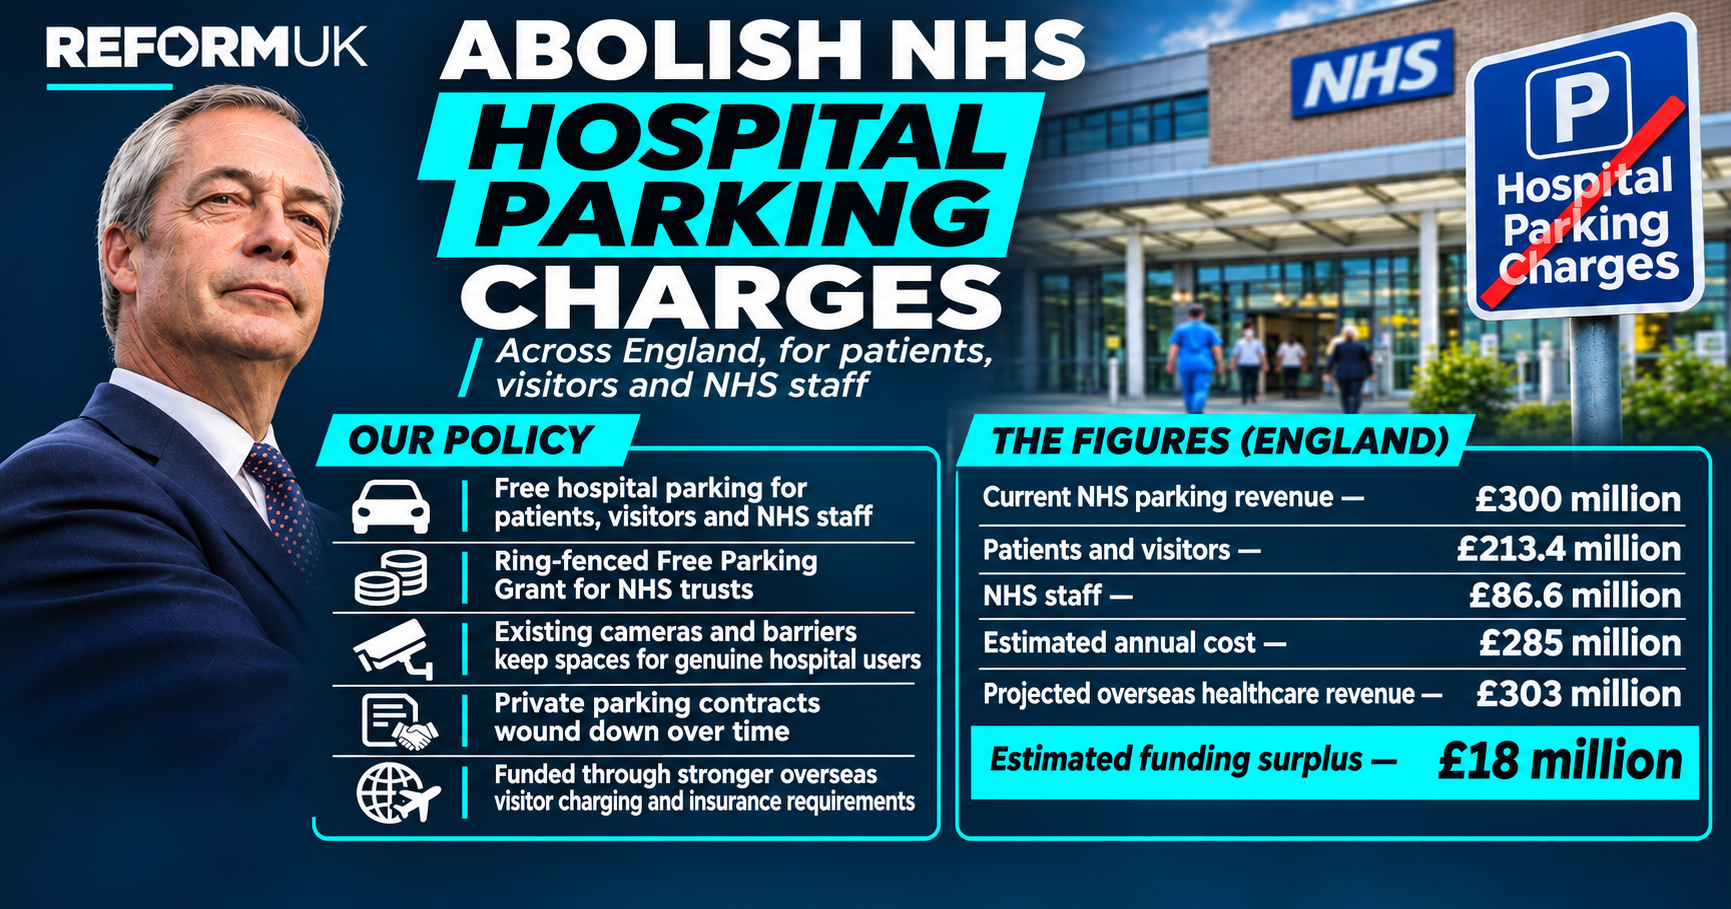 REFORM UK
ABOLISH NHS
HOSPITAL
PARKING
CHARGES
Across England, for patients,
visitors and NHS staff
NHS
P
Hospital
Parking
Charges
OUR POLICY
Free hospital parking for
patients, visitors and NHS staff
Ring-fenced Free Parking
Grant for NHS trusts
Existing cameras and barriers
keep spaces for genuine hospital users
Private parking contracts
wound down over time
Funded through stronger overseas
visitor charging and insurance requirements
THE FIGURES (ENGLAND)
Current NHS parking revenue — £300 million
Patients and visitors — £213.4 million
NHS staff — £86.6 million
Estimated annual cost — £285 million
Projected overseas healthcare revenue — £303 million
Estimated funding surplus — £18 million